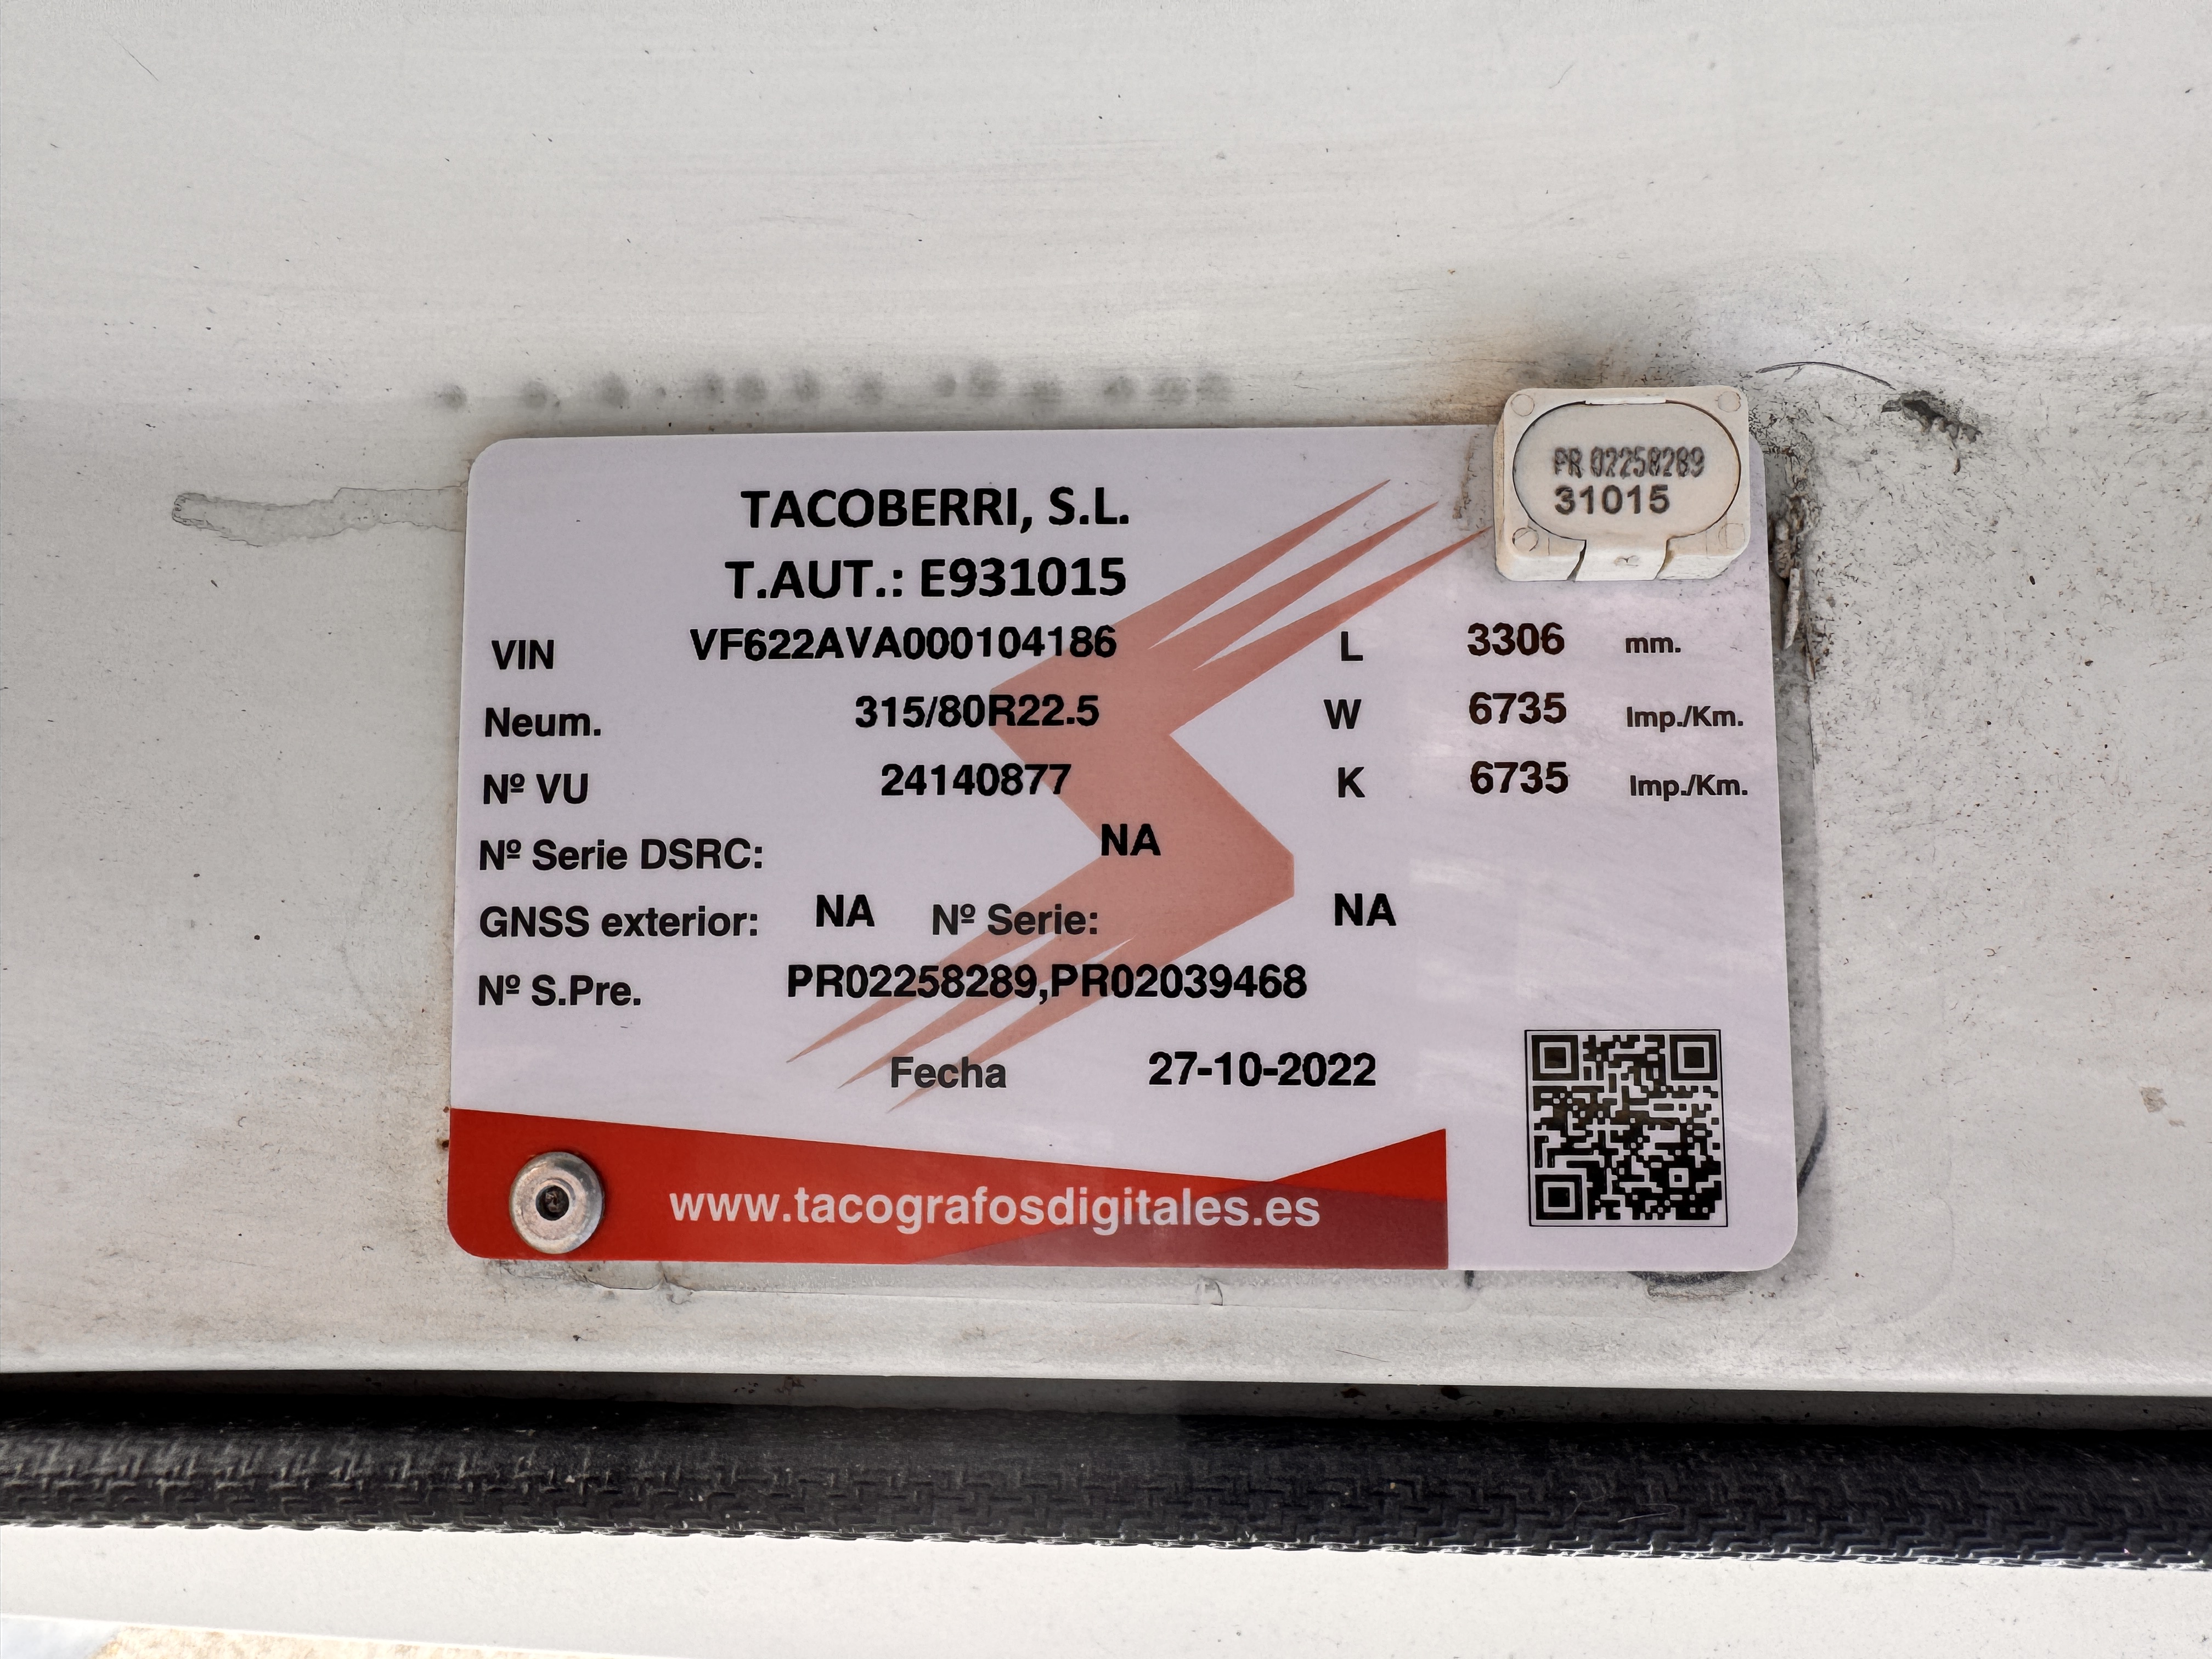 PR 02258289
31015
TACOBERRI, S.L.
T.AUT.: E931015
VIN VF622AVA000104186 L 3306 mm.
Neum. 315/80R22.5 W 6735 Imp./Km.
Nº VU 24140877 K 6735 Imp./Km.
Nº Serie DSRC: NA
GNSS exterior: NA Nº Serie: NA
Nº S.Pre. PR02258289,PR02039468
Fecha 27-10-2022
www.tacografosdigitales.es